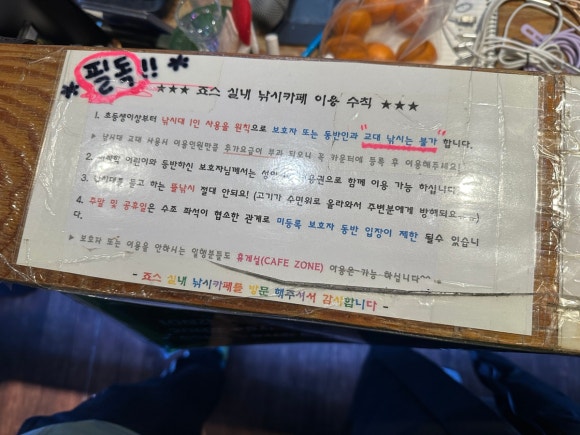 *필독!!*
★★★ 죠스 실내 낚시카페 이용 수칙 ★★★
1. 초등생이상부터 낚시대 1인 사용을 원칙으로 보호자 또는 동반인과 "교대 낚시는 불가"합니다.
▶ 낚시대 교대 사용시 이용인원만큼 추가요금이 부과 되오니 꼭 카운터에 등록 후 이용해주세요!
2. 어린이와 동반하신 보호자님께서는 이용권으로 함께 이용 가능 하십니다
3. 낚시대를 들고 하는 뜰낚시 절대 안되요! (고기가 수면위로 올라와서 주변분에게 방해되요
4. 주말 및 공휴일은 수조 좌석이 협소한 관계로 미등록 보호자 동반 입장이 제한 될수 있습니
다.
▶ 보호자 또는 이용을 안하시는 일행분들도 휴게실(CAFE ZONE) 이용은 가능 하십니다^^
- 죠스 실내 낚시카페를 방문 해주셔서 감사합니다 -